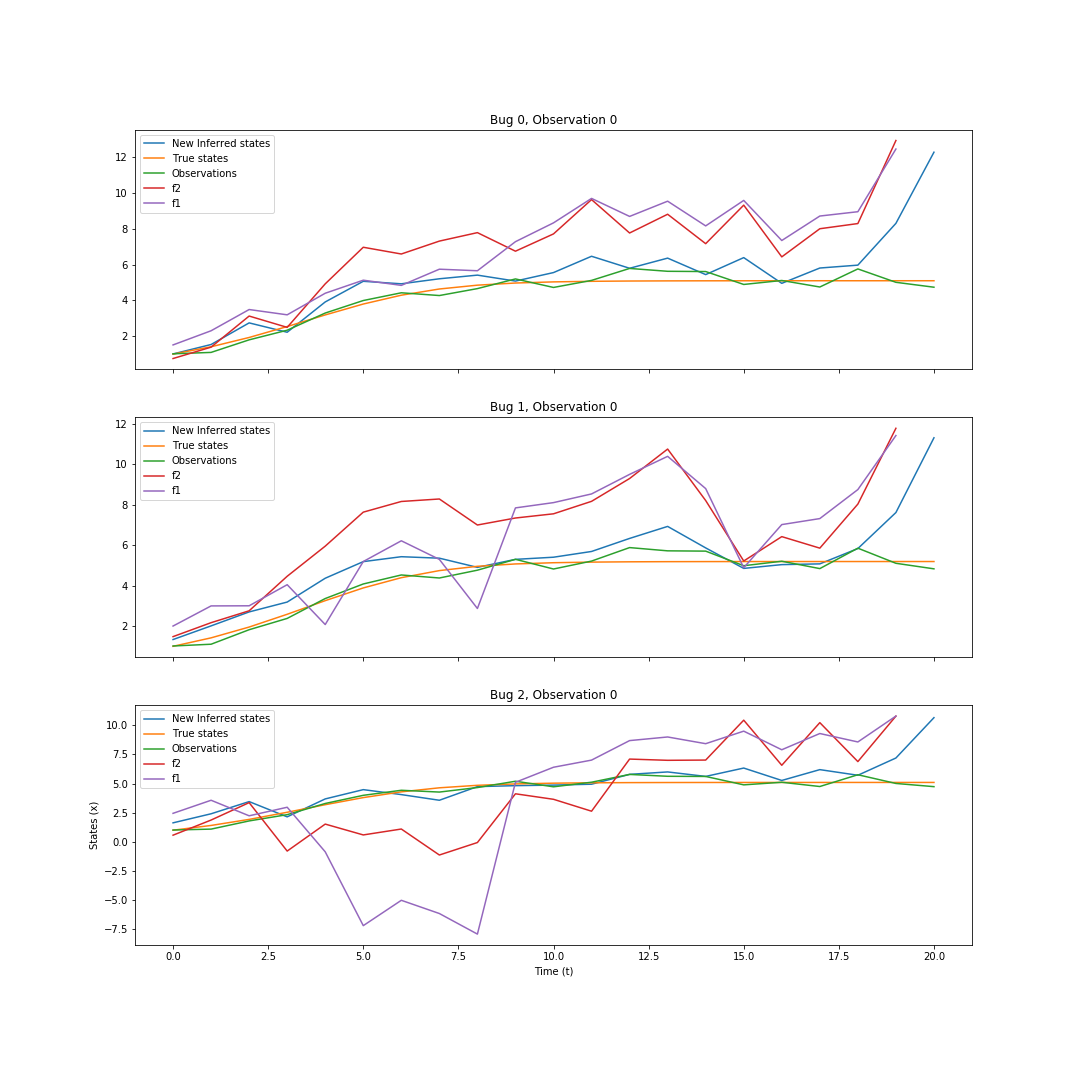 Bug 0, Observation 0
New Inferred states
True states
Observations
f2
f1
12
10
8
6
4
2
Bug 1, Observation 0
New Inferred states
True states
Observations
f2
f1
12
10
8
6
4
2
Bug 2, Observation 0
New Inferred states
True states
Observations
f2
f1
10.0
7.5
5.0
2.5
0.0
−2.5
−5.0
−7.5
States (x)
0.0 2.5 5.0 7.5 10.0 12.5 15.0 17.5 20.0
Time (t)